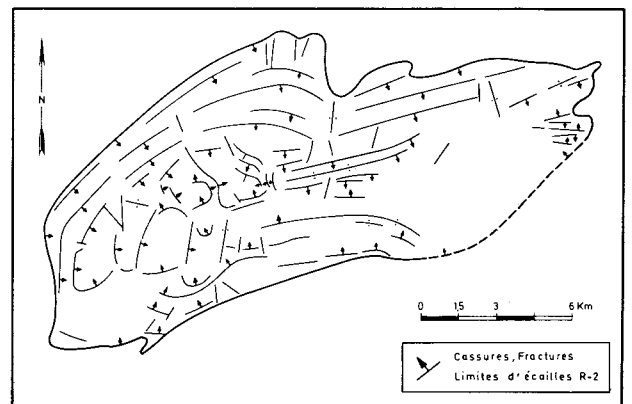 N
0 1,5 3 6 Km
Cassures, Fractures
Limites d'écailles R-2